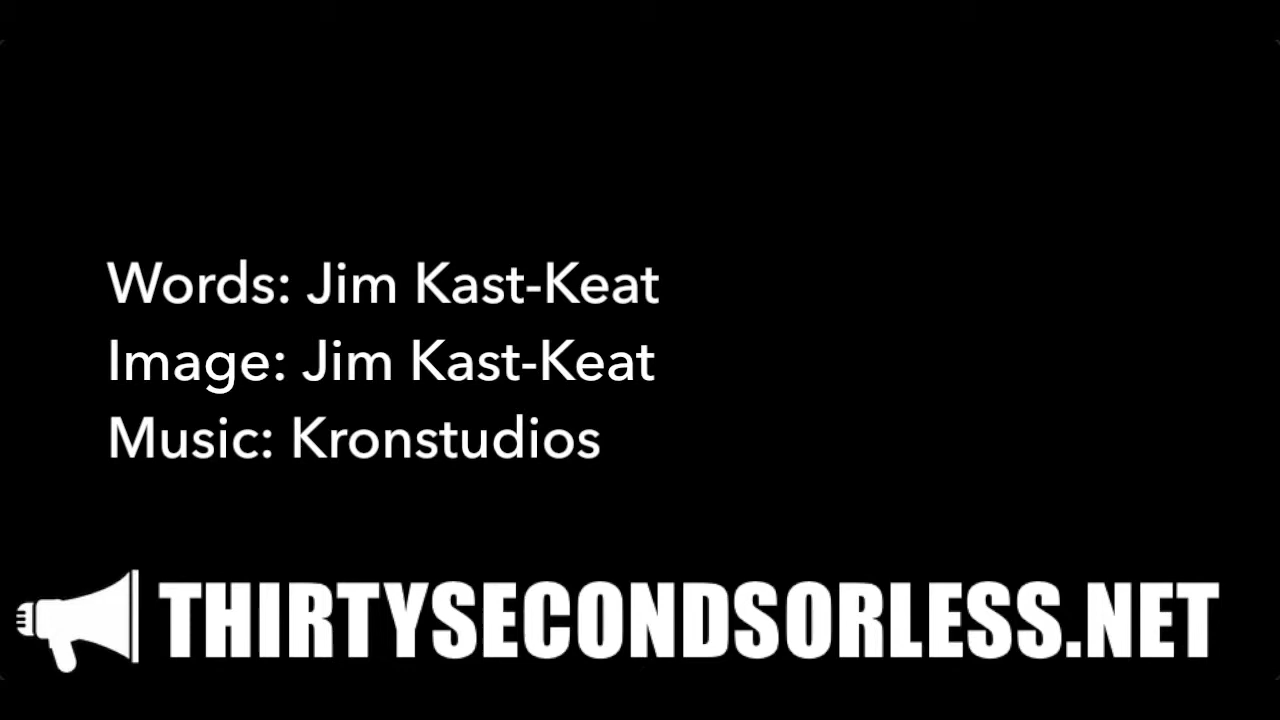 Words: Jim Kast-Keat
Image: Jim Kast-Keat
Music: Kronstudios
THIRTYSECONDSORLESS.NET